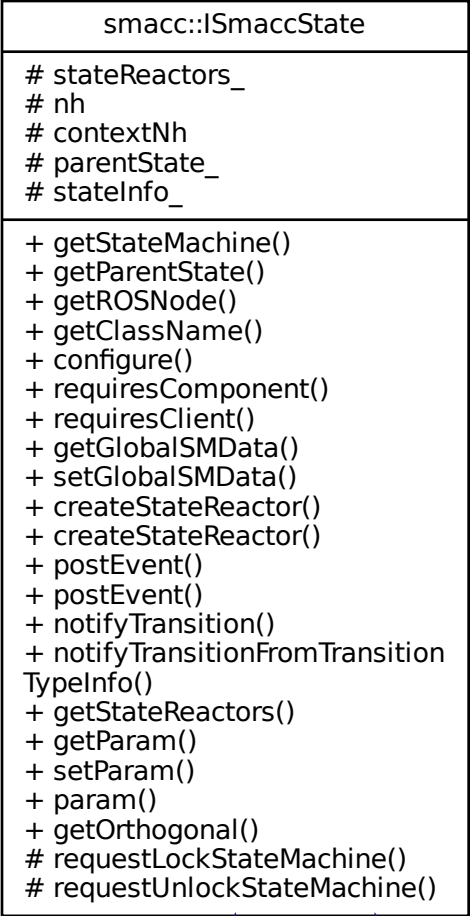 smacc::ISmaccState
# stateReactors_
# nh
# contextNh
# parentState_
# stateInfo_
+ getStateMachine()
+ getParentState()
+ getROSNode()
+ getClassName()
+ configure()
+ requiresComponent()
+ requiresClient()
+ getGlobalSMData()
+ setGlobalSMData()
+ createStateReactor()
+ createStateReactor()
+ postEvent()
+ postEvent()
+ notifyTransition()
+ notifyTransitionFromTransition
TypeInfo()
+ getStateReactors()
+ getParam()
+ setParam()
+ param()
+ getOrthogonal()
# requestLockStateMachine()
# requestUnlockStateMachine()